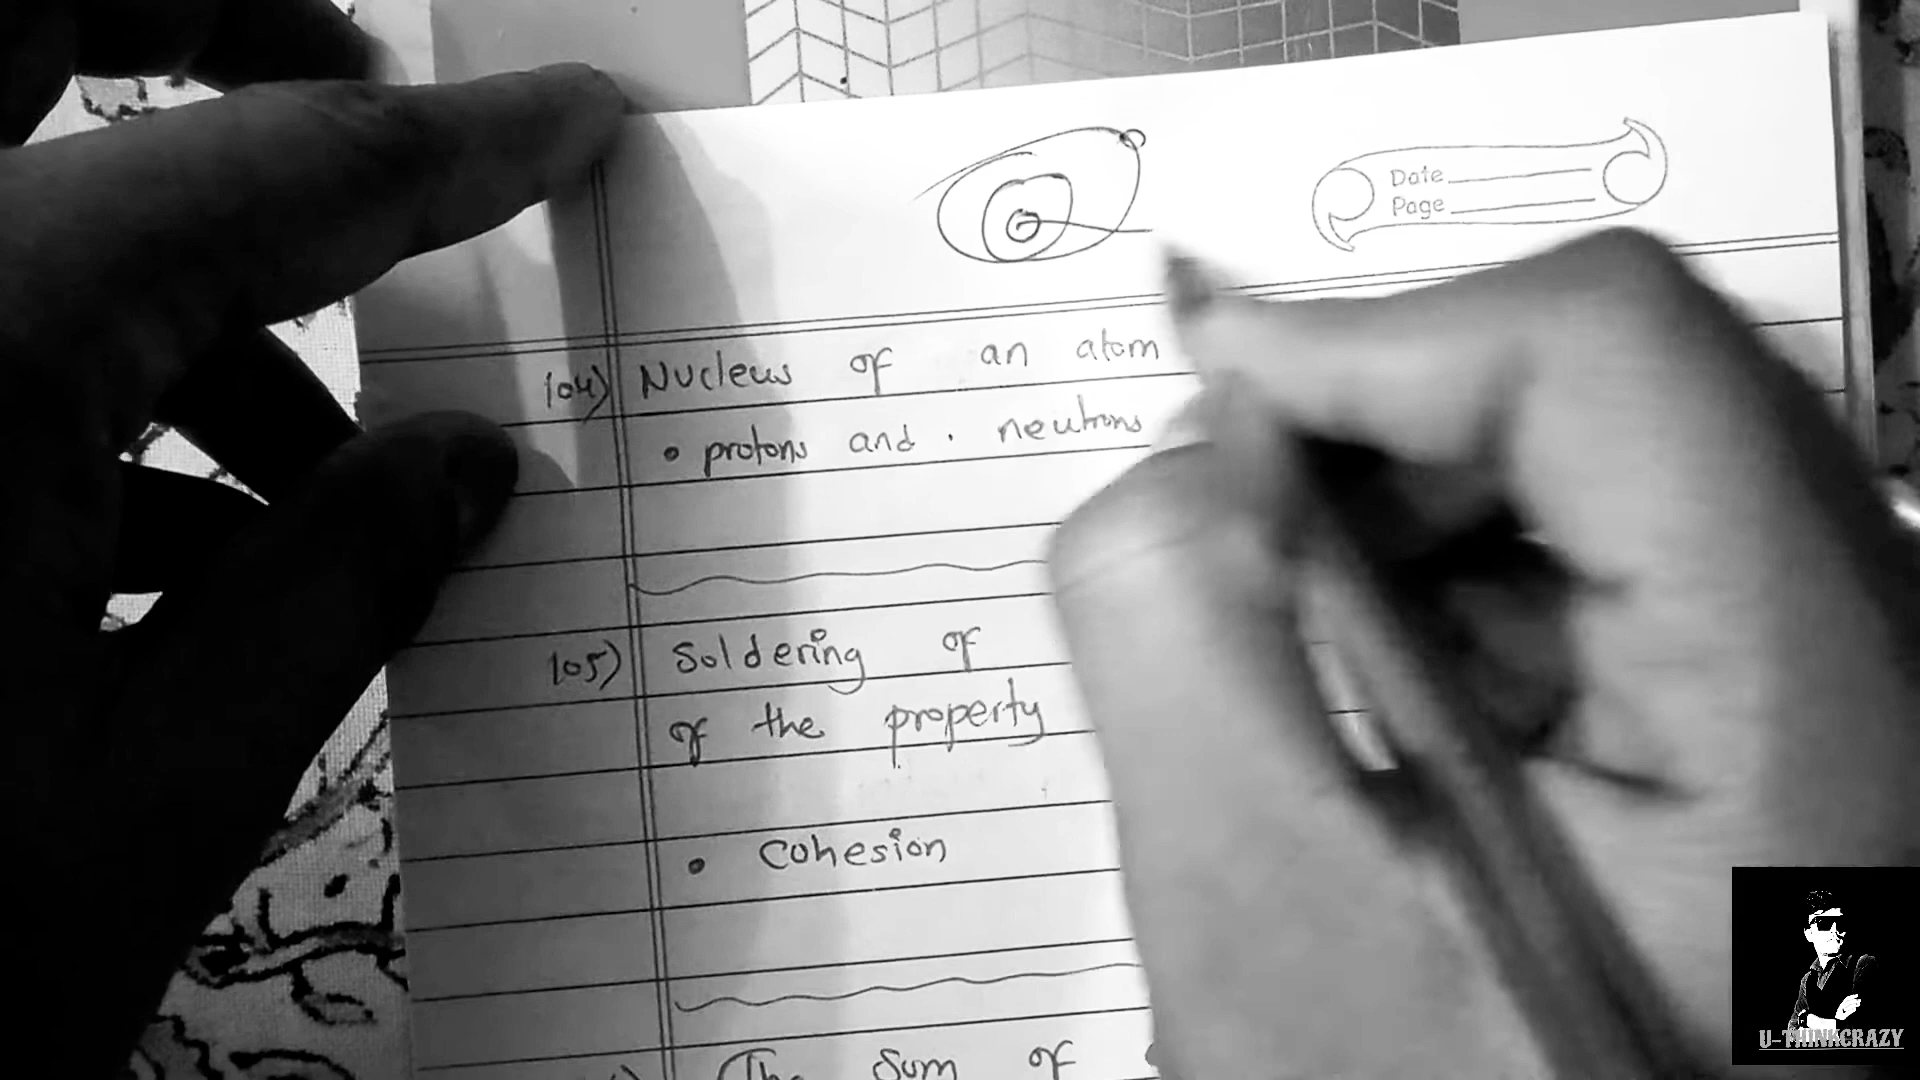 Date
Page
104) Nucleus of an atom
• protons and . neutrons
105) Soldering of
of the property
• Cohesion
The sum of
U-THINKCRAZY